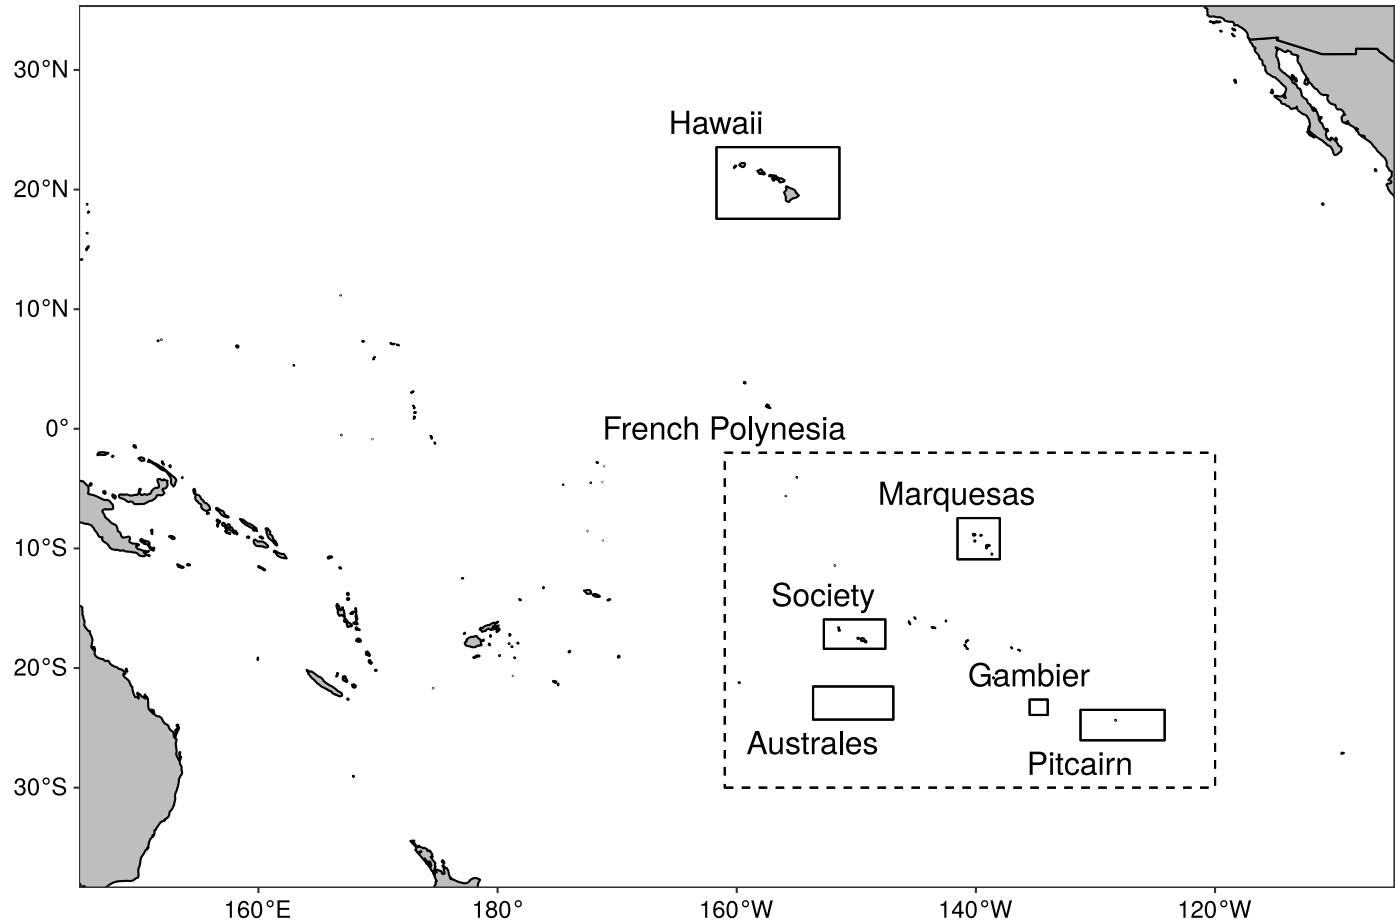 30°N
Hawaii
20°N
10°N
0°
French Polynesia
Marquesas
10°S
Society
20°S
Gambier
Australes
Pitcairn
30°S
160°E
180°
160°W
140°W
120°W